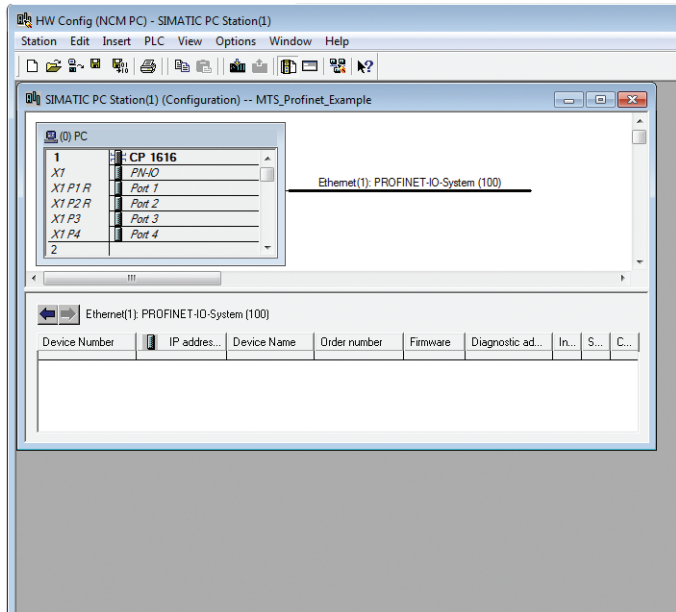 HW Config (NCM PC) - SIMATIC PC Station(1)
Station Edit Insert PLC View Options Window Help
SIMATIC PC Station(1) (Configuration) -- MTS_Profinet_Example
(0) PC
1 CP 1616
X1 PN-IO
X1 P1 R Port 1
X1 P2 R Port 2
X1 P3 Port 3
X1 P4 Port 4
2
Ethernet(1): PROFINET-IO-System (100)
Ethernet(1): PROFINET-IO-System (100)
Device Number IP addres... Device Name Order number Firmware Diagnostic ad... In... S... C...